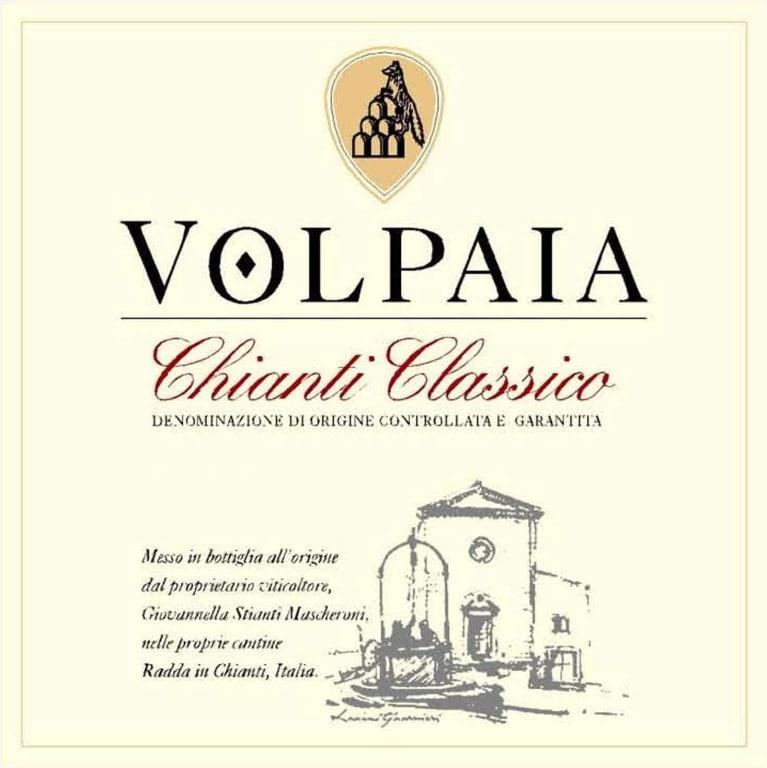 VOLPAIA
Chianti Classico
DENOMINAZIONE DI ORIGINE CONTROLLATA E GARANTITA
Messo in bottiglia all'origine
dal proprietario viticoltore,
Giovannella Stianti Mascheroni,
nelle proprie cantine
Radda in Chianti, Italia.